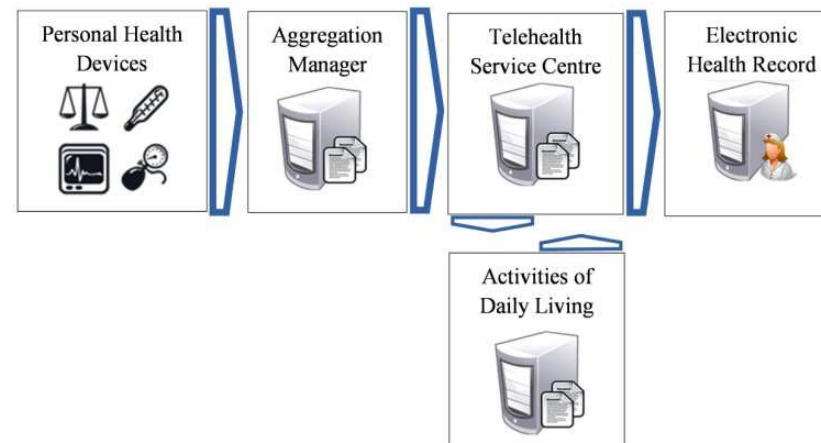 Personal Health
Devices
Aggregation
Manager
Telehealth
Service Centre
Electronic
Health Record
Activities of
Daily Living